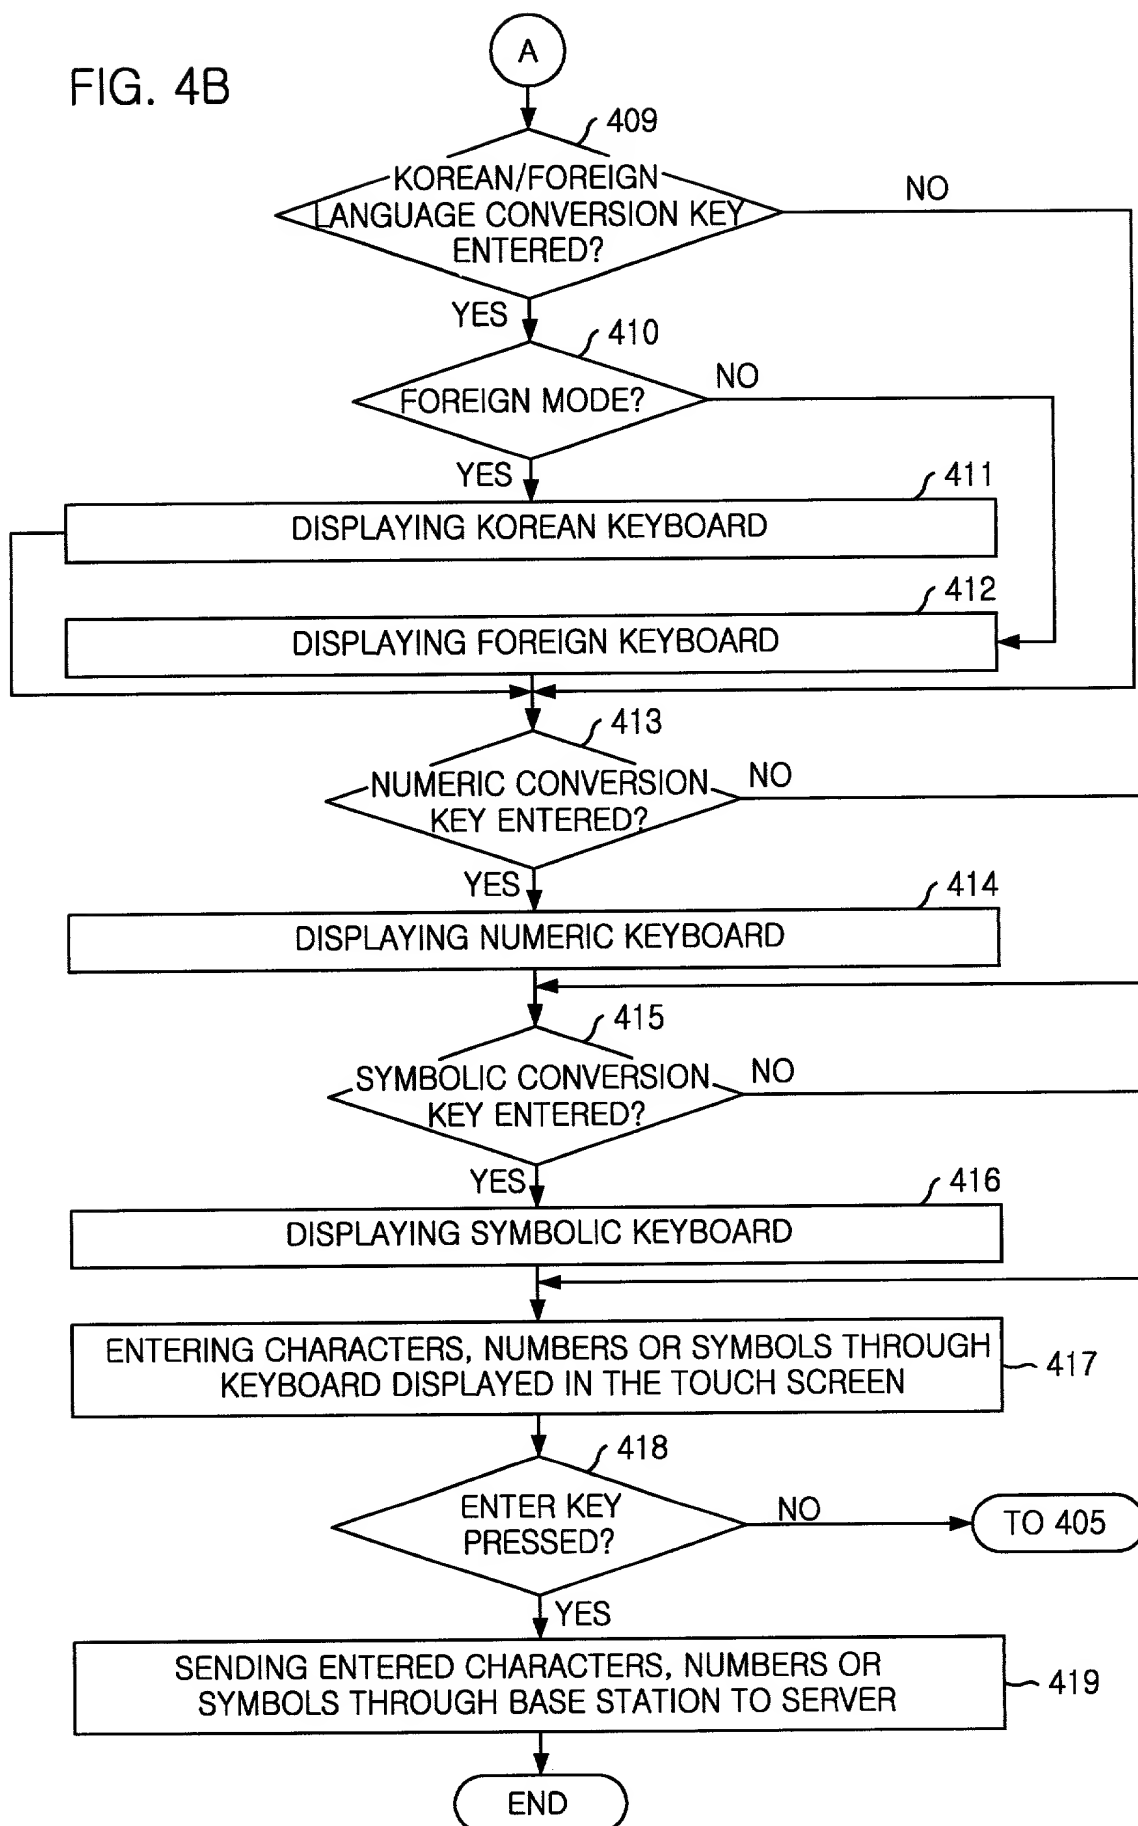 A
FIG. 4B
409
KOREAN/FOREIGN
LANGUAGE CONVERSION KEY
ENTERED?
NO
YES
410
FOREIGN MODE?
NO
YES
411
DISPLAYING KOREAN KEYBOARD
412
DISPLAYING FOREIGN KEYBOARD
413
NUMERIC CONVERSION
KEY ENTERED?
NO
YES
414
DISPLAYING NUMERIC KEYBOARD
415
SYMBOLIC CONVERSION
KEY ENTERED?
NO
YES
416
DISPLAYING SYMBOLIC KEYBOARD
ENTERING CHARACTERS, NUMBERS OR SYMBOLS THROUGH
KEYBOARD DISPLAYED IN THE TOUCH SCREEN
417
418
ENTER KEY
PRESSED?
NO
TO 405
YES
SENDING ENTERED CHARACTERS, NUMBERS OR
SYMBOLS THROUGH BASE STATION TO SERVER
419
END